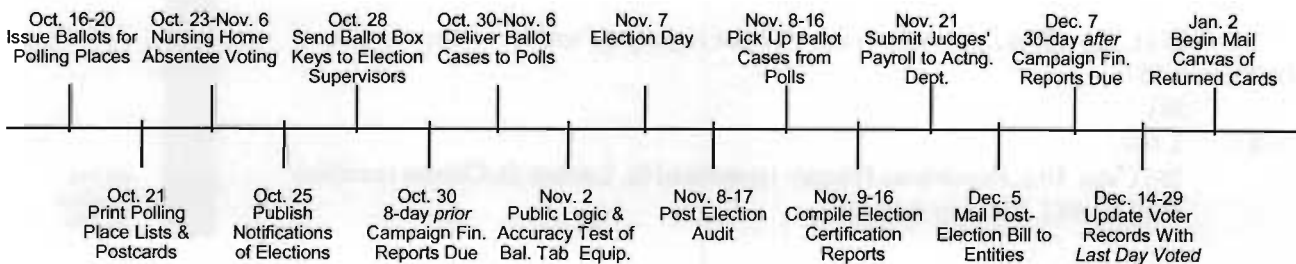 Oct. 16-20
Issue Ballots for
Polling Places
Oct. 23-Nov. 6
Nursing Home
Absentee Voting
Oct. 28
Send Ballot Box
Keys to Election
Supervisors
Oct. 30-Nov. 6
Deliver Ballot
Cases to Polls
Nov. 7
Election Day
Nov. 8-16
Pick Up Ballot
Cases from
Polls
Nov. 21
Submit Judges'
Payroll to Actng.
Dept.
Dec. 7
30-day after
Campaign Fin.
Reports Due
Jan. 2
Begin Mail
Canvas of
Returned Cards
Oct. 21
Print Polling
Place Lists &
Postcards
Oct. 25
Publish
Notifications
of Elections
Oct. 30
8-day prior
Campaign Fin.
Reports Due
Nov. 2
Public Logic &
Accuracy Test of
Bal. Tab Equip.
Nov. 8-17
Post Election
Audit
Nov. 9-16
Compile Election
Certification
Reports
Dec. 5
Mail Post-
Election Bill to
Entities
Dec. 14-29
Update Voter
Records With
Last Day Voted